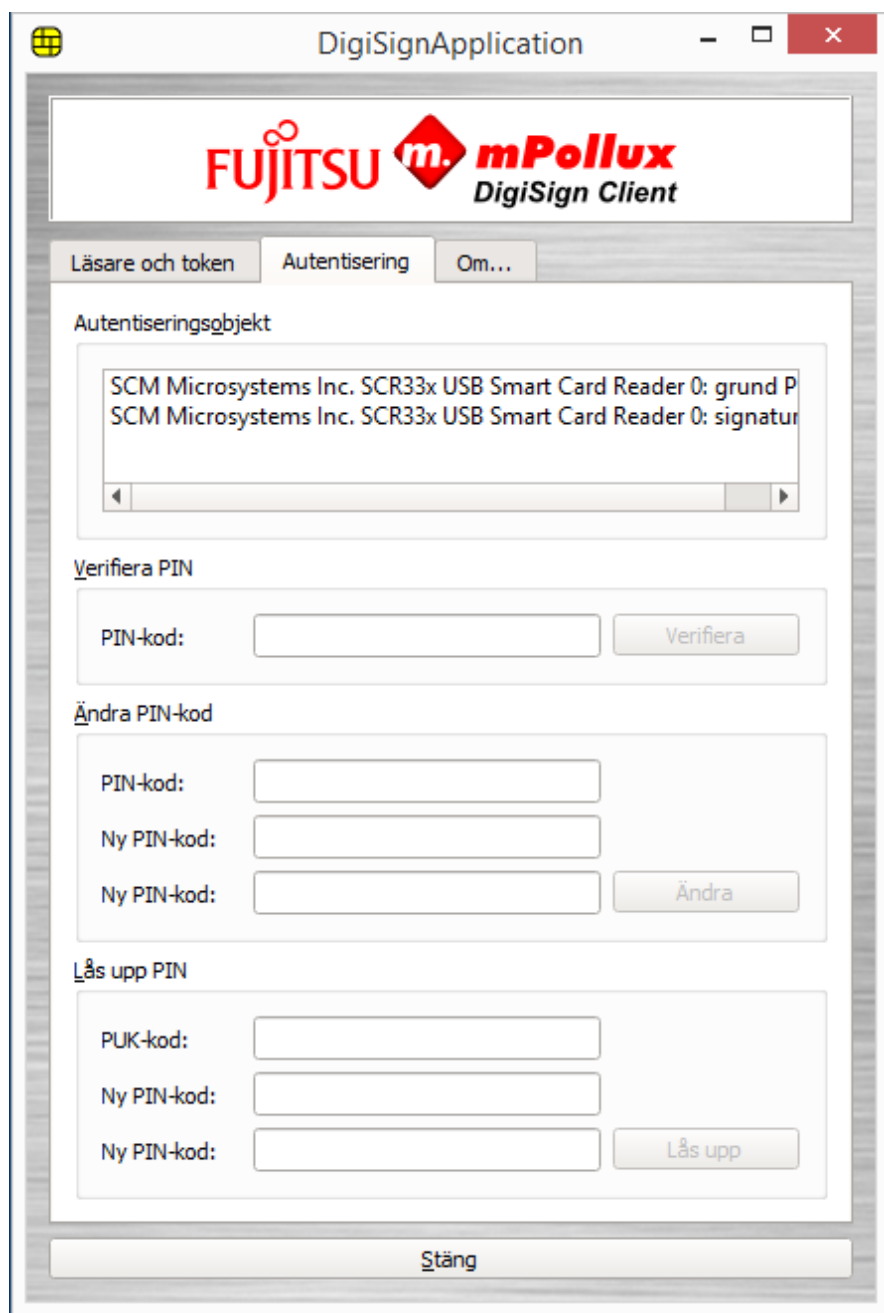 DigiSignApplication
FUJITSU m. mPollux
DigiSign Client
Läsare och token Autentisering Om...
Autentiseringsobjekt
SCM Microsystems Inc. SCR33x USB Smart Card Reader 0: grund P
SCM Microsystems Inc. SCR33x USB Smart Card Reader 0: signatur
Verifiera PIN
PIN-kod: Verifiera
Ändra PIN-kod
PIN-kod:
Ny PIN-kod:
Ny PIN-kod: Ändra
Lås upp PIN
PUK-kod:
Ny PIN-kod:
Ny PIN-kod: Lås upp
Stäng